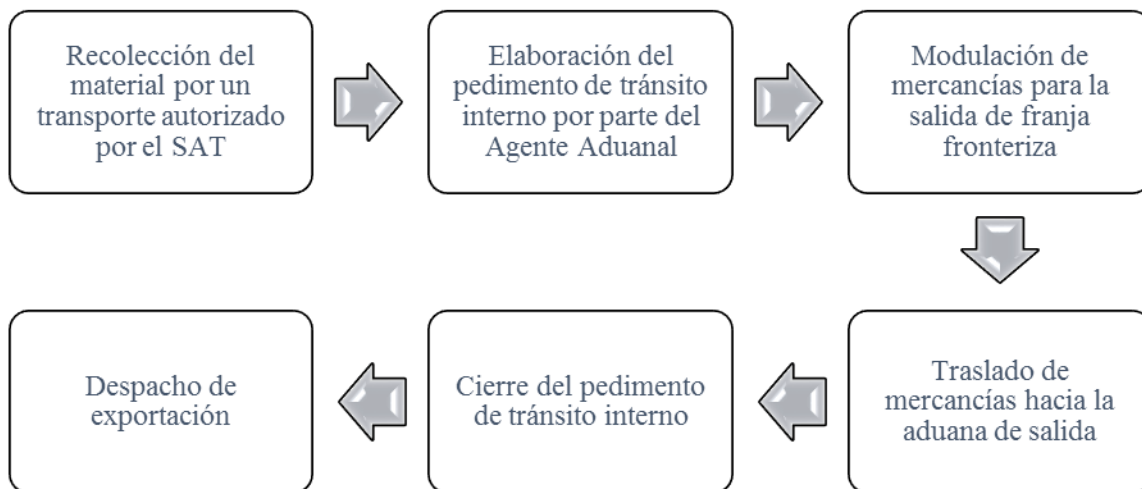 Recolección del
material por un
transporte autorizado
por el SAT
Elaboración del
pedimento de tránsito
interno por parte del
Agente Aduanal
Modulación de
mercancías para la
salida de franja
fronteriza
Traslado de
mercancías hacia la
aduana de salida
Cierre del pedimento
de tránsito interno
Despacho de
exportación